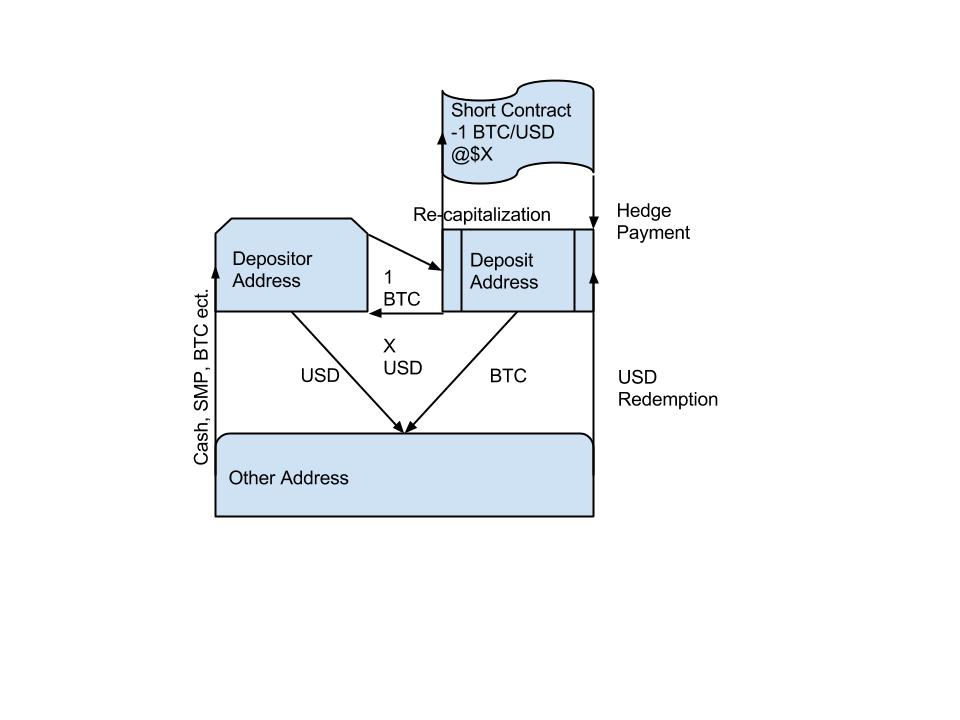 Short Contract
-1 BTC/USD
@$X
Re-capitalization
Hedge
Payment
Depositor
Address
Deposit
Address
1
BTC
Cash, SMP, BTC ect.
X
USD
USD
BTC
USD
Redemption
Other Address